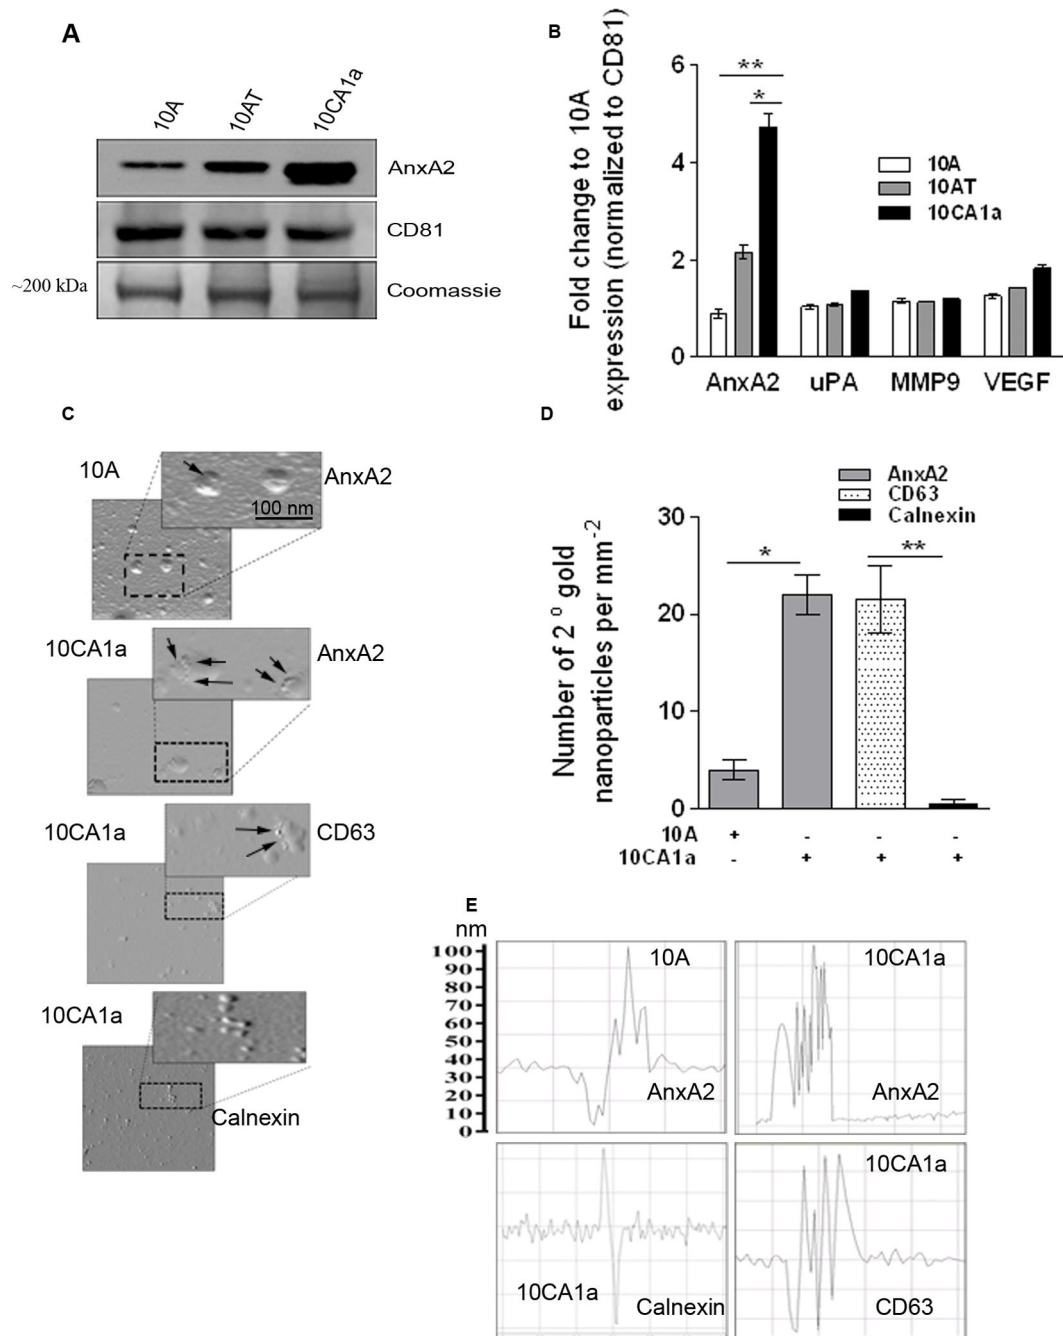 A
10A
10AT
10CA1a
AnxA2
CD81
~200 kDa
Coomassie
B
Fold change to 10A
expression (normalized to CD81)
6
4
2
0
**
*
10A
10AT
10CA1a
AnxA2 uPA MMP9 VEGF
C
10A
AnxA2
100 nm
10CA1a
AnxA2
10CA1a
CD63
10CA1a
Calnexin
D
AnxA2
CD63
Calnexin
Number of 2 ⁰ gold
nanoparticles per mm⁻²
30
20
10
0
*
**
10A + - - -
10CA1a - + + +
E
nm
100
90
80
70
60
50
40
30
20
10
0
10A
AnxA2
10CA1a
AnxA2
10CA1a
Calnexin
10CA1a
CD63